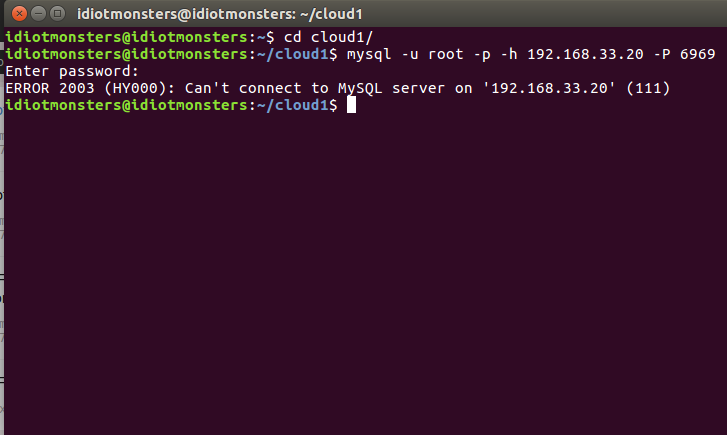 idiotmonsters@idiotmonsters: ~/cloud1
idiotmonsters@idiotmonsters:~$ cd cloud1/
idiotmonsters@idiotmonsters:~/cloud1$ mysql -u root -p -h 192.168.33.20 -P 6969
Enter password:
ERROR 2003 (HY000): Can't connect to MySQL server on '192.168.33.20' (111)
idiotmonsters@idiotmonsters:~/cloud1$